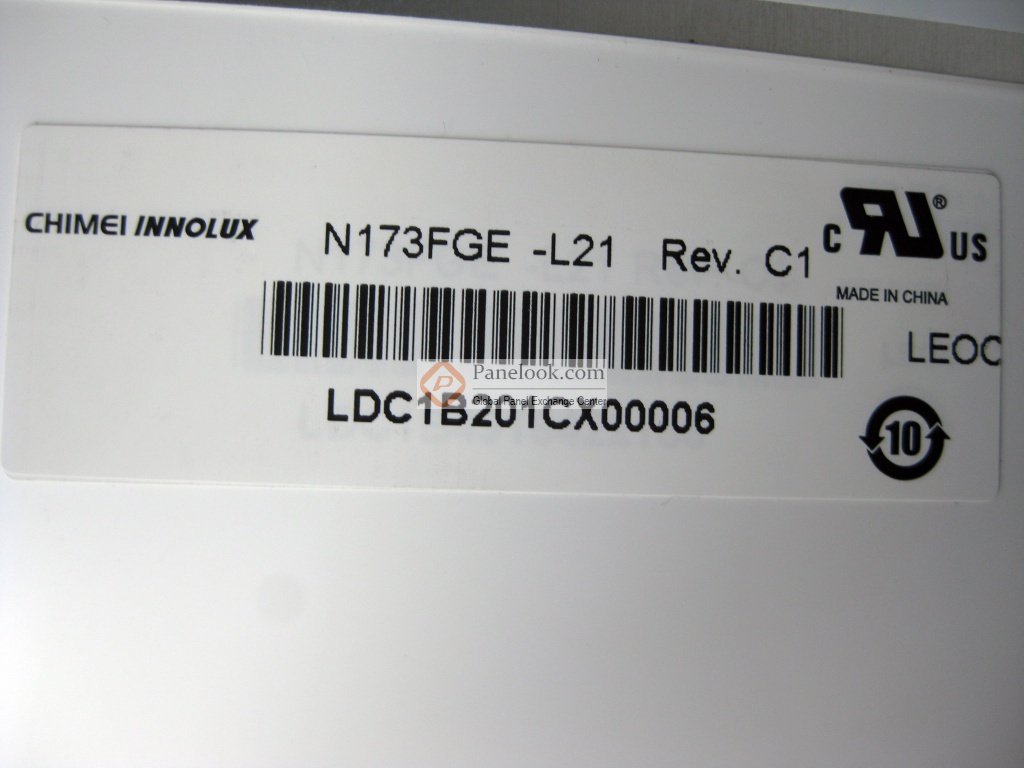 CHIMEI INNOLUX
N173FGE -L21 Rev. C1
C UR ® US
MADE IN CHINA
LEOC
Panelook.com
Global Panel Exchange Center
LDC1B201CX00006
10